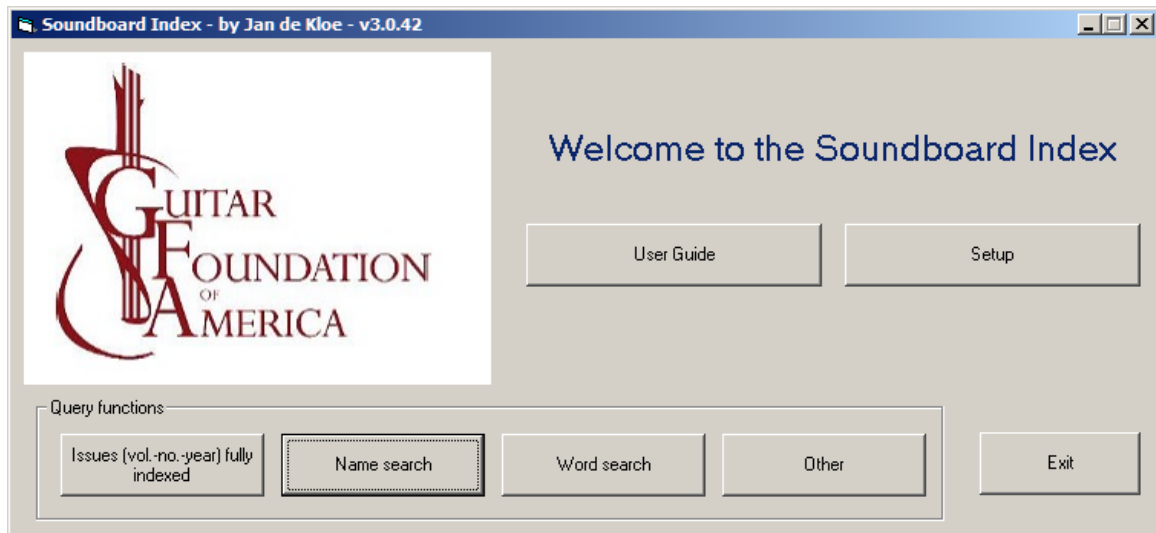 Soundboard Index - by Jan de Kloe - v3.0.42
GUITAR
FOUNDATION
OF
AMERICA
Welcome to the Soundboard Index
User Guide
Setup
Query functions
Issues (vol.-no.-year) fully
indexed
Name search
Word search
Other
Exit